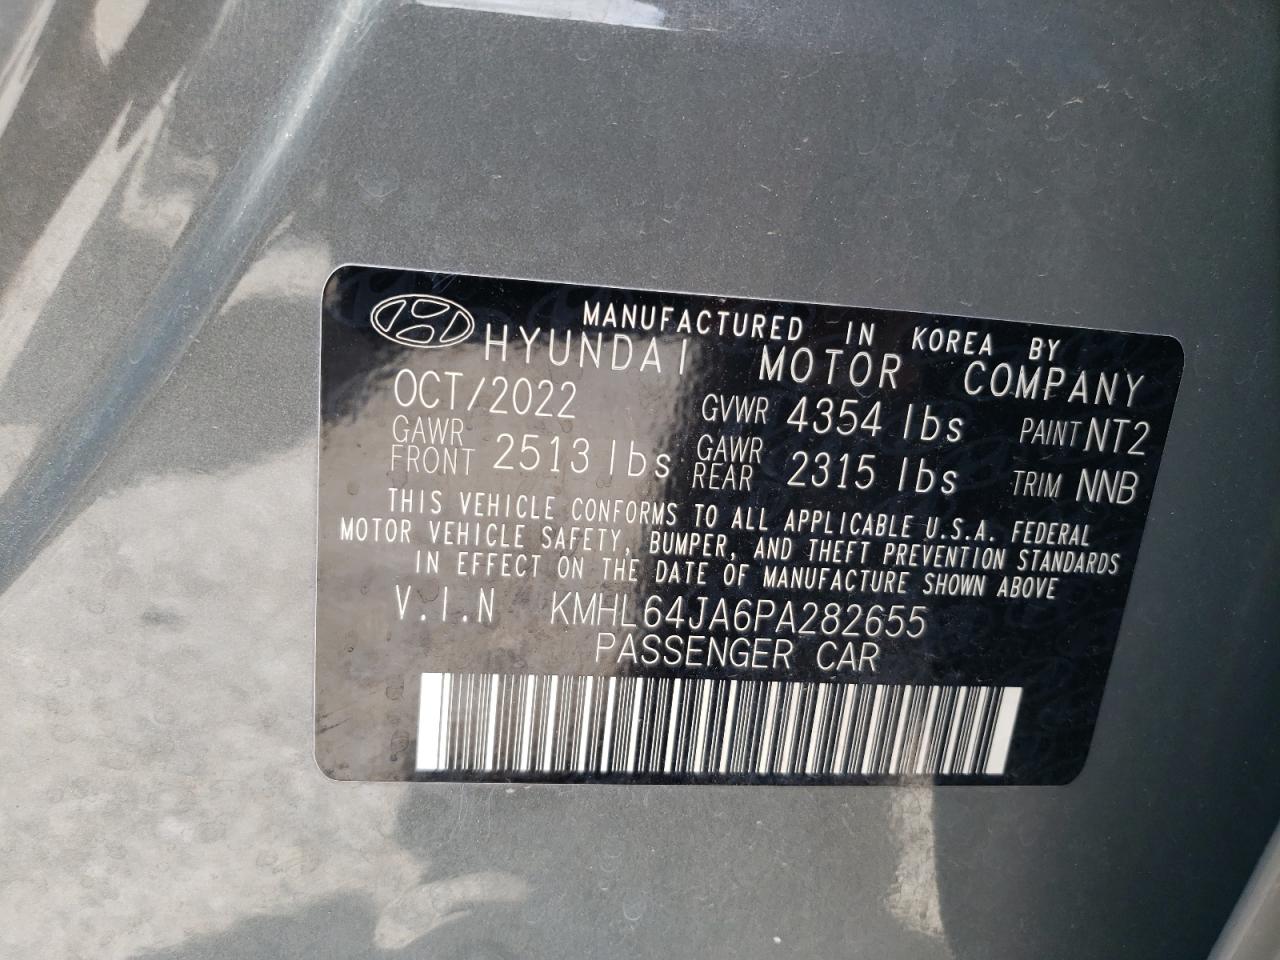 MANUFACTURED IN KOREA BY
HYUNDAI MOTOR COMPANY
OCT/2022 GVWR 4354 lbs PAINT NT2
GAWR FRONT 2513 lbs GAWR REAR 2315 lbs TRIM NNB
THIS VEHICLE CONFORMS TO ALL APPLICABLE U.S.A. FEDERAL
MOTOR VEHICLE SAFETY, BUMPER, AND THEFT PREVENTION STANDARDS
IN EFFECT ON THE DATE OF MANUFACTURE SHOWN ABOVE
V.I.N KMHL64JA6PA282655
PASSENGER CAR